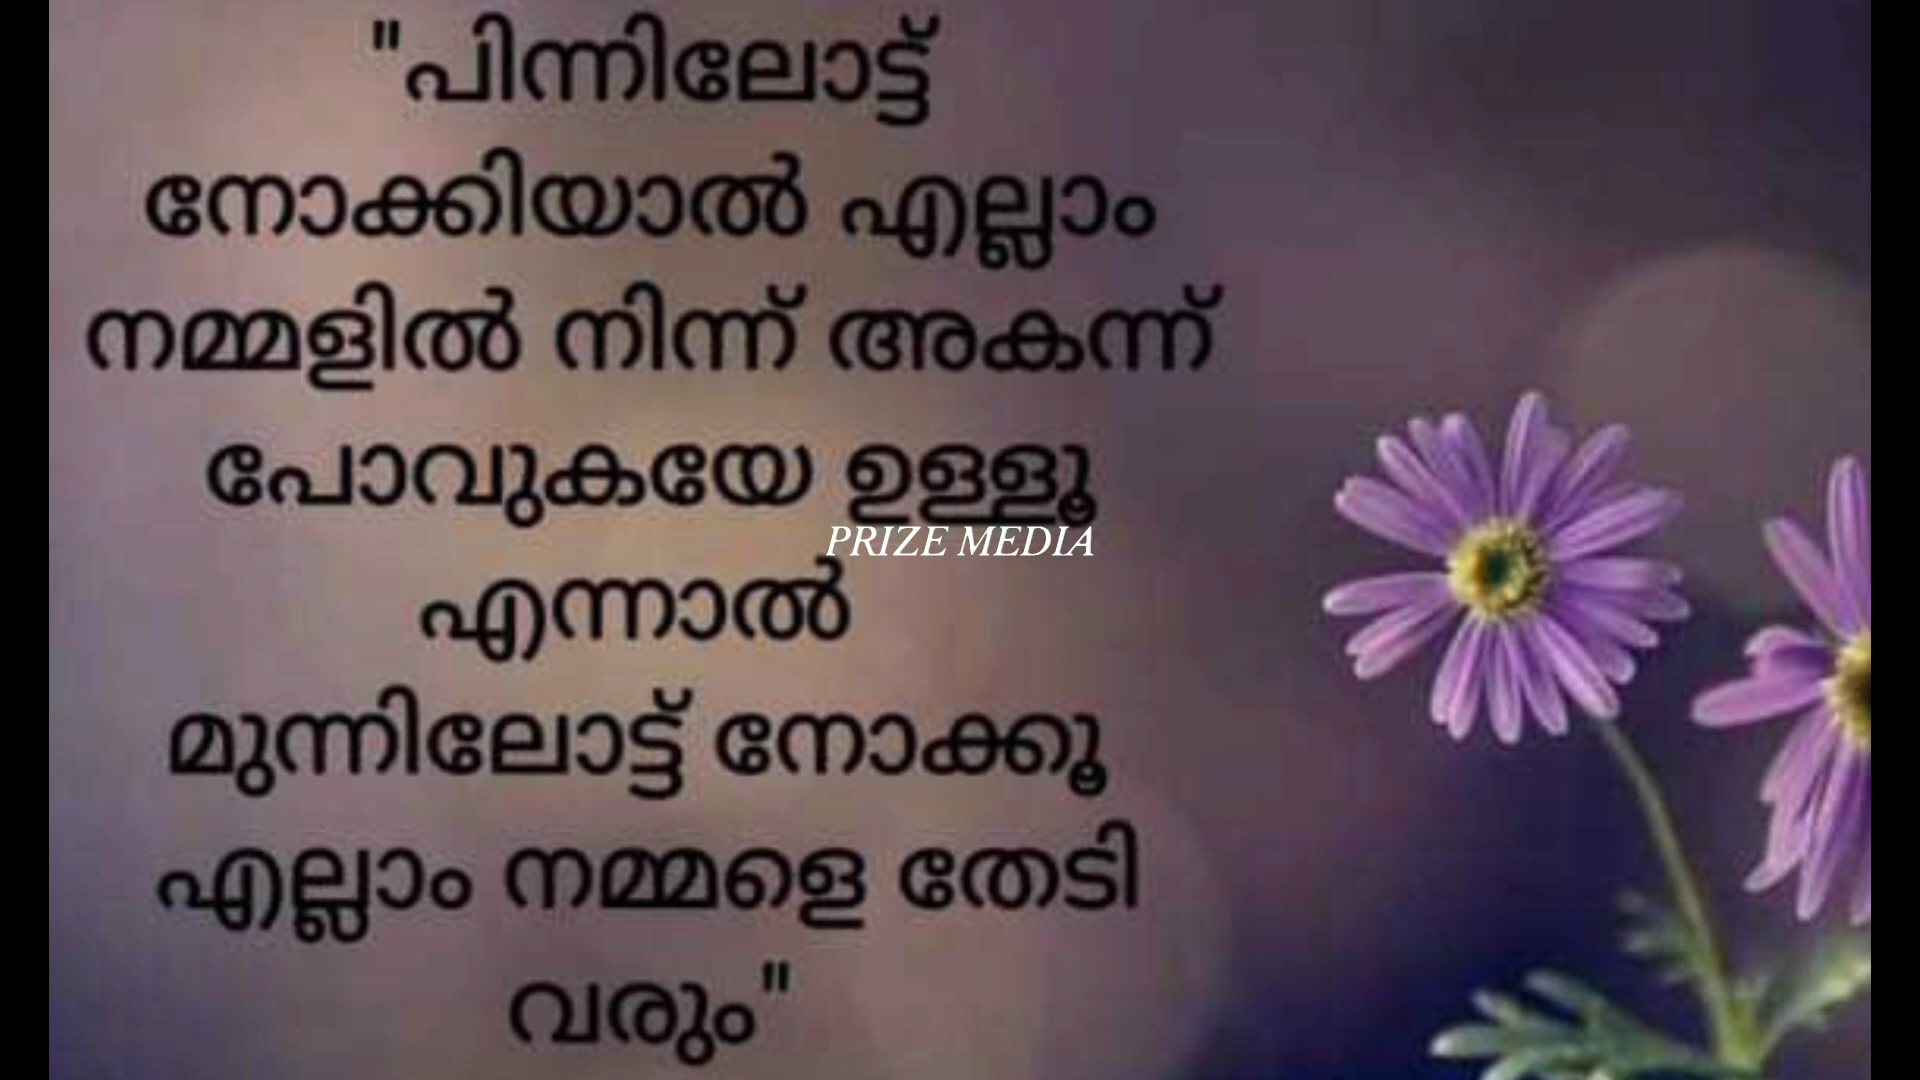 "പിന്നിലോട്ട്
നോക്കിയാൽ എല്ലാം
നമ്മളിൽ നിന്ന് അകന്ന്
പോവുകയേ ഉള്ളൂ
PRIZE MEDIA
എന്നാൽ
മുന്നിലോട്ട് നോക്കൂ
എല്ലാം നമ്മളെ തേടി
വരും"